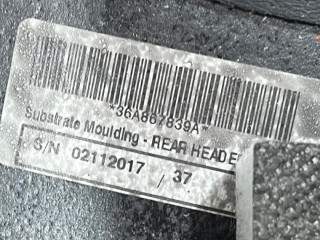 *36A867839A*
Substrate Moulding - REAR HEADE
S/N 02112017 / 37